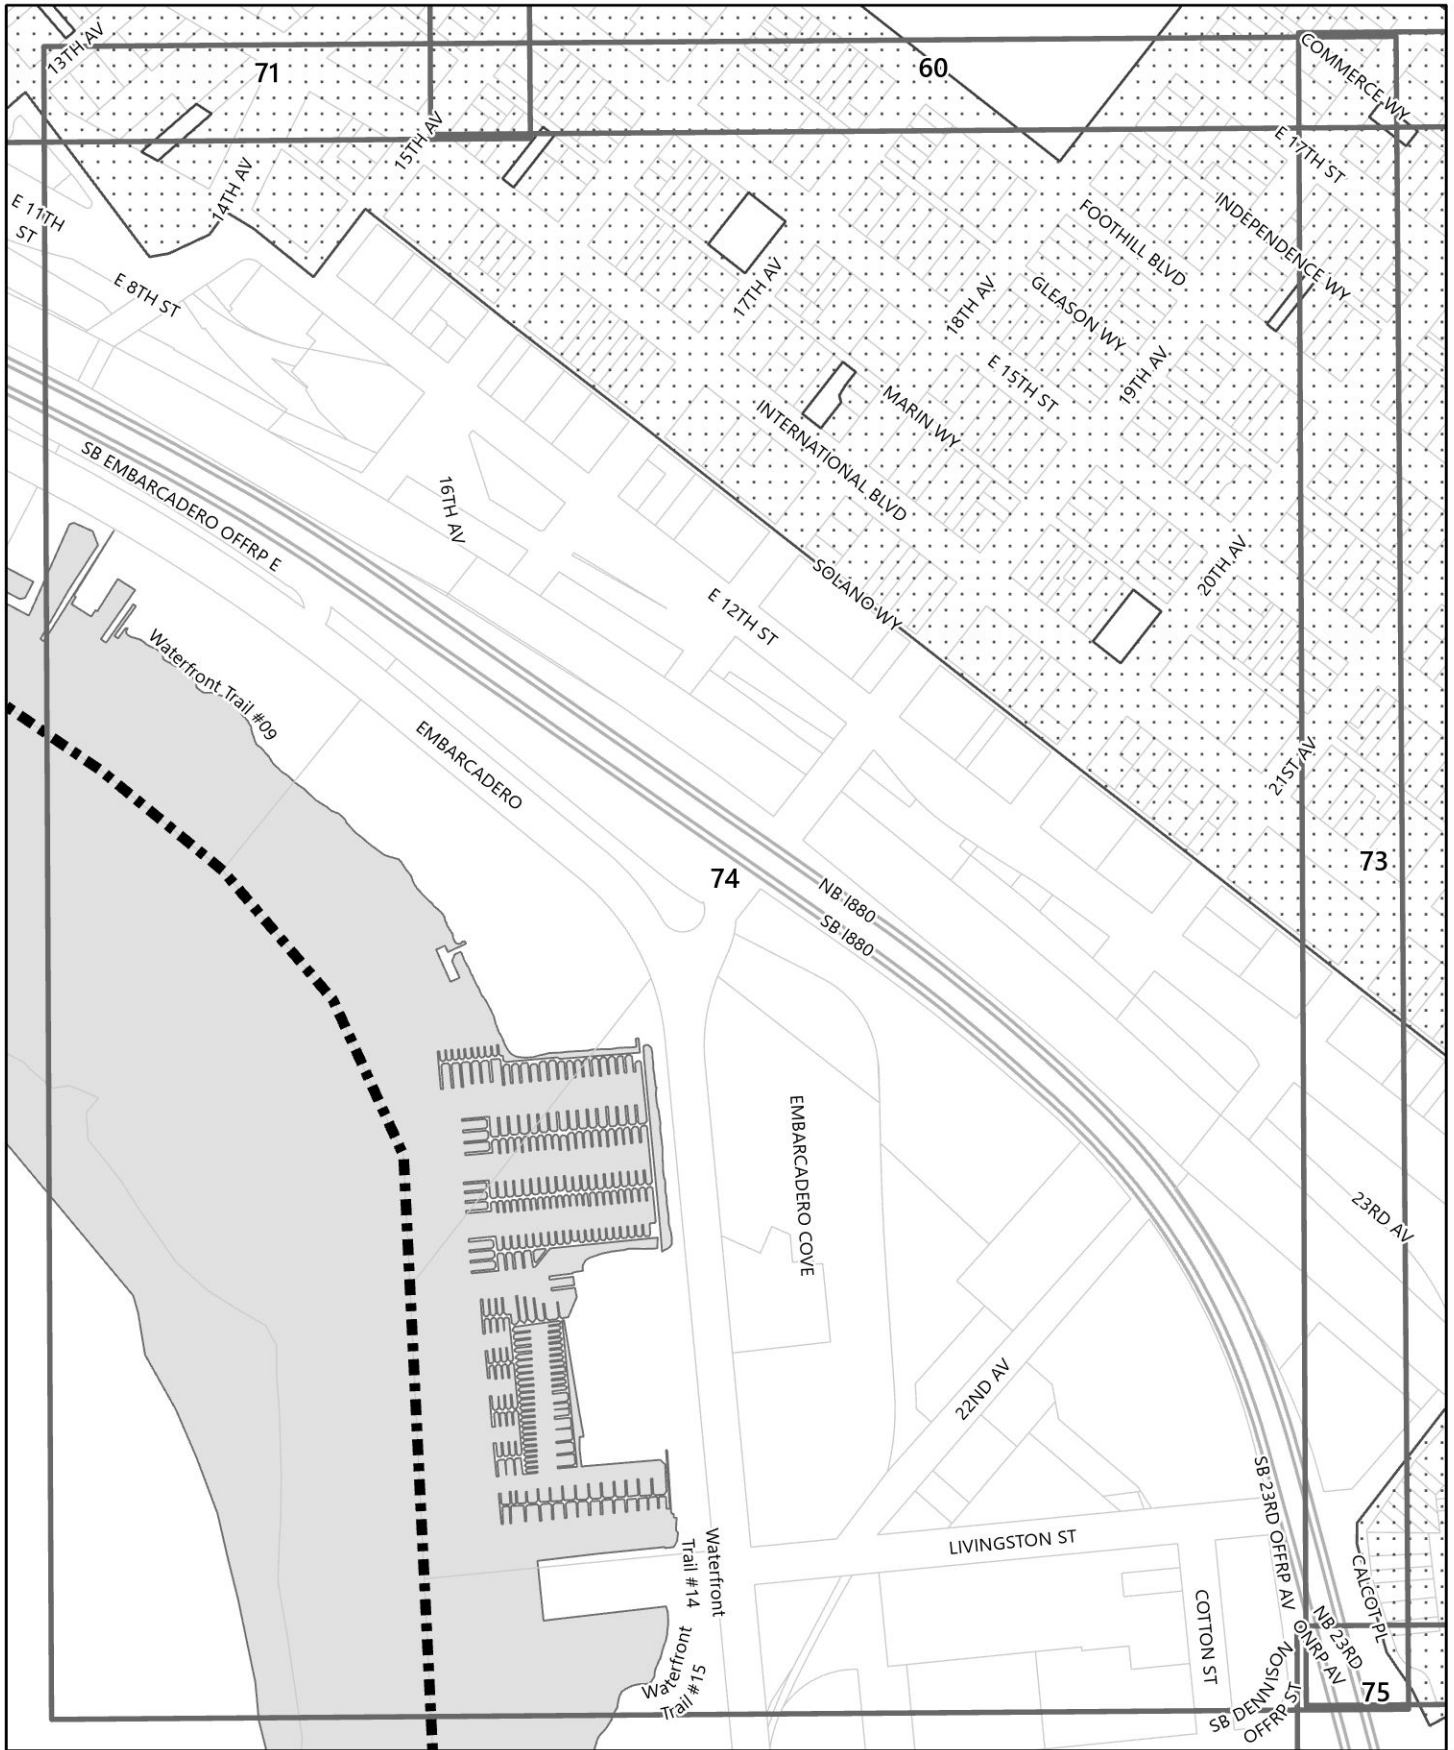 13TH AV
71
60
COMMERCE WY
15TH AV
14TH AV
E 17TH ST
E 11TH
ST
FOOTHILL BLVD
INDEPENDENCE WY
E 8TH ST
17TH AV
18TH AV
GLEASON WY
19TH AV
E 15TH ST
MARIN WY
INTERNATIONAL BLVD
SB EMBARCADERO OFFRP E
16TH AV
20TH AV
SOLANO WY
E 12TH ST
Waterfront Trail #09
EMBARCADERO
21ST AV
73
74
NB I880
SB I880
EMBARCADERO COVE
23RD AV
22ND AV
SB 23RD OFFRP AV
LIVINGSTON ST
Waterfront
Trail #14
CALCOT PL
COTTON ST
NB 23RD
ONRP AV
Waterfront
Trail #15
SB DENNISON
OFFRP ST
75